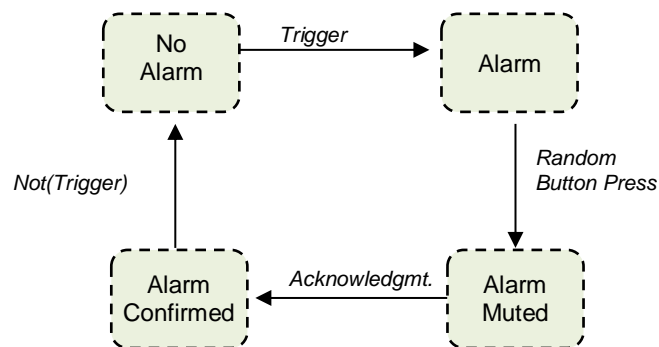 No
Alarm
Trigger
Alarm
Random
Button Press
Not(Trigger)
Alarm
Confirmed
Acknowledgmt.
Alarm
Muted